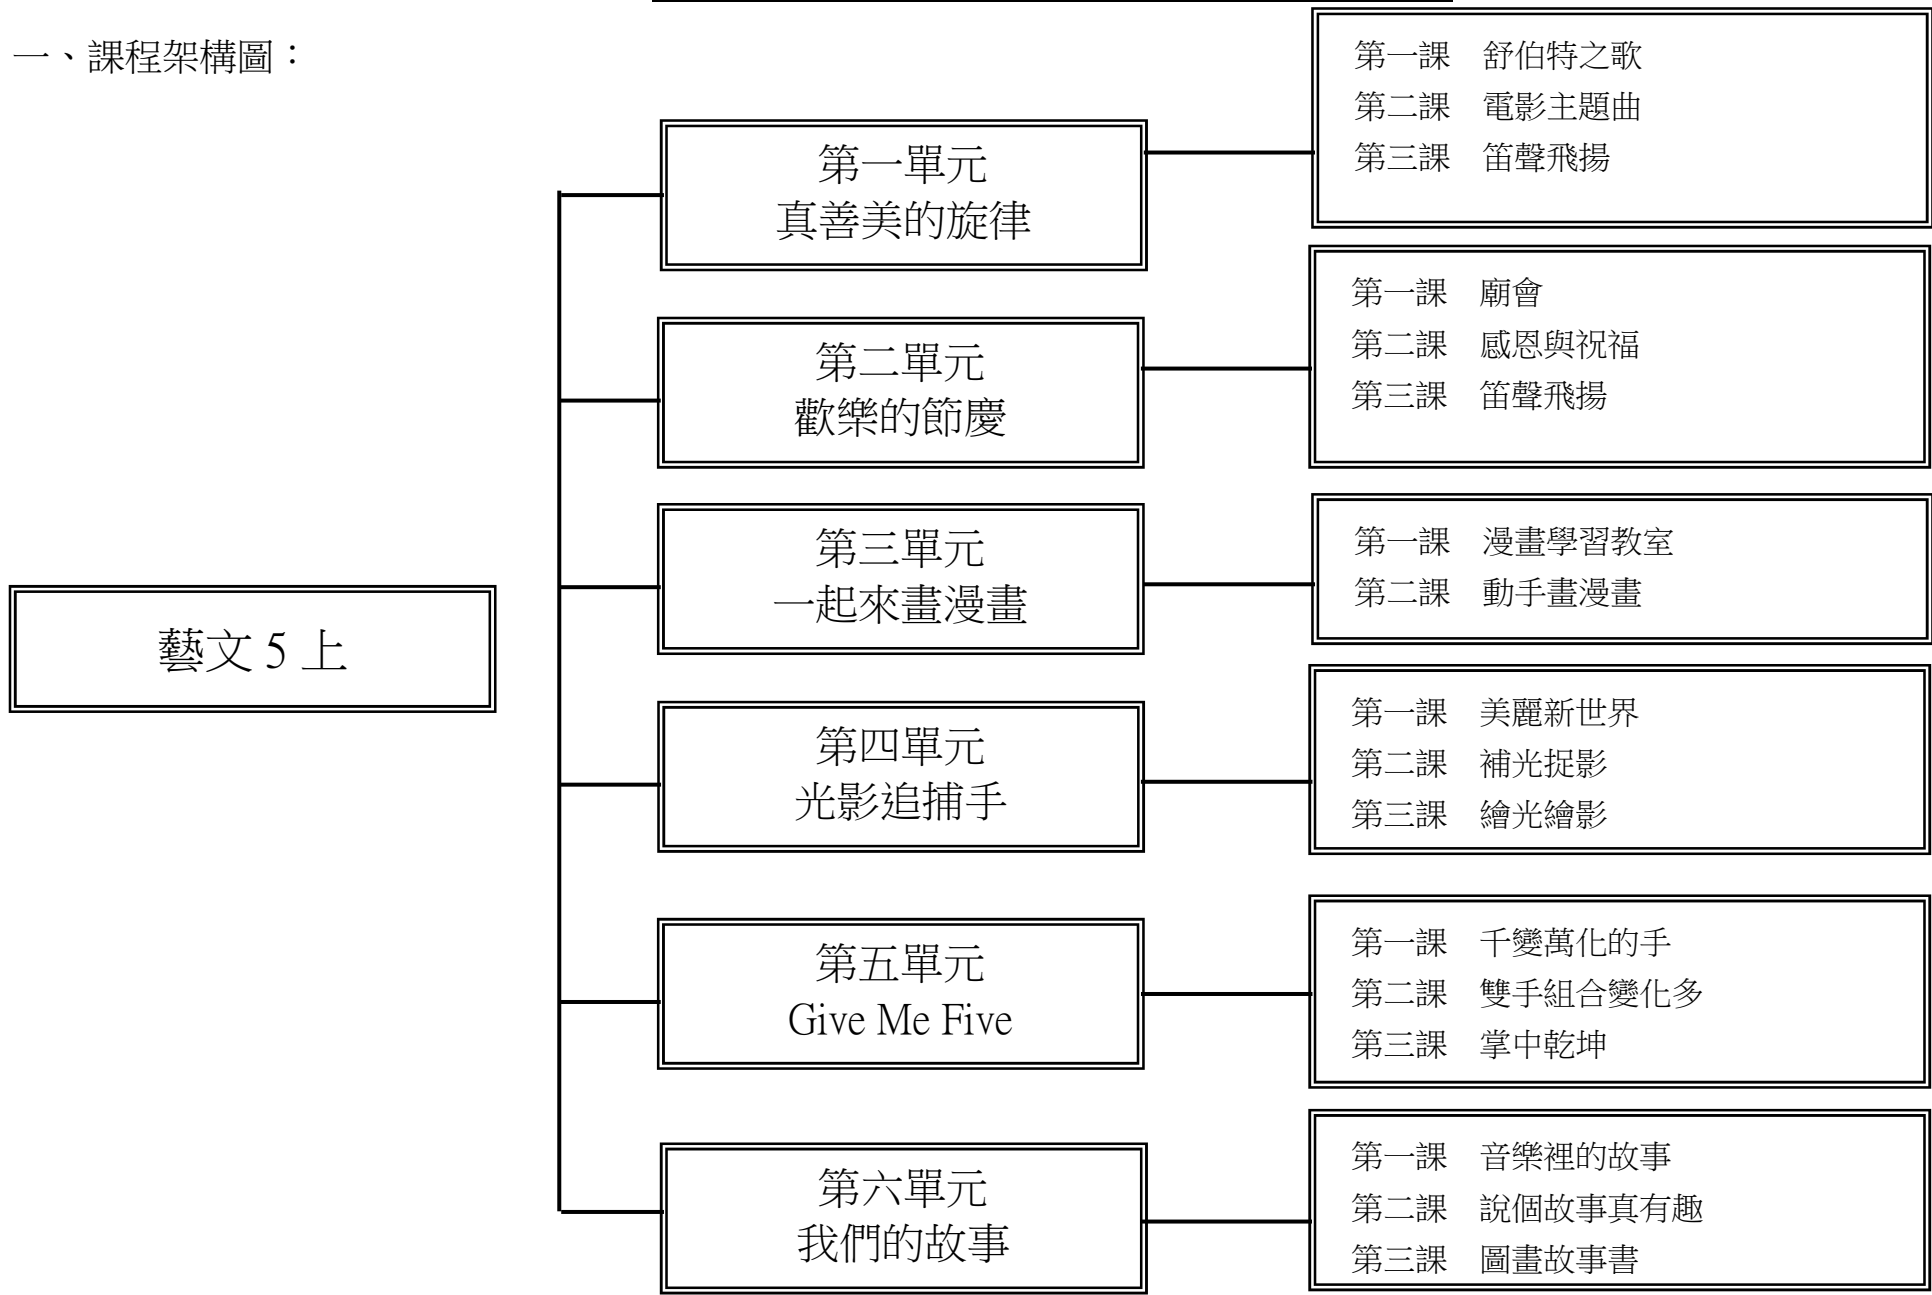 一、課程架構圖：
藝文 5 上
第一單元
真善美的旋律
第一課　舒伯特之歌
第二課　電影主題曲
第三課　笛聲飛揚
第二單元
歡樂的節慶
第一課　廟會
第二課　感恩與祝福
第三課　笛聲飛揚
第三單元
一起來畫漫畫
第一課　漫畫學習教室
第二課　動手畫漫畫
第四單元
光影追捕手
第一課　美麗新世界
第二課　補光捉影
第三課　繪光繪影
第五單元
Give Me Five
第一課　千變萬化的手
第二課　雙手組合變化多
第三課　掌中乾坤
第六單元
我們的故事
第一課　音樂裡的故事
第二課　說個故事真有趣
第三課　圖畫故事書